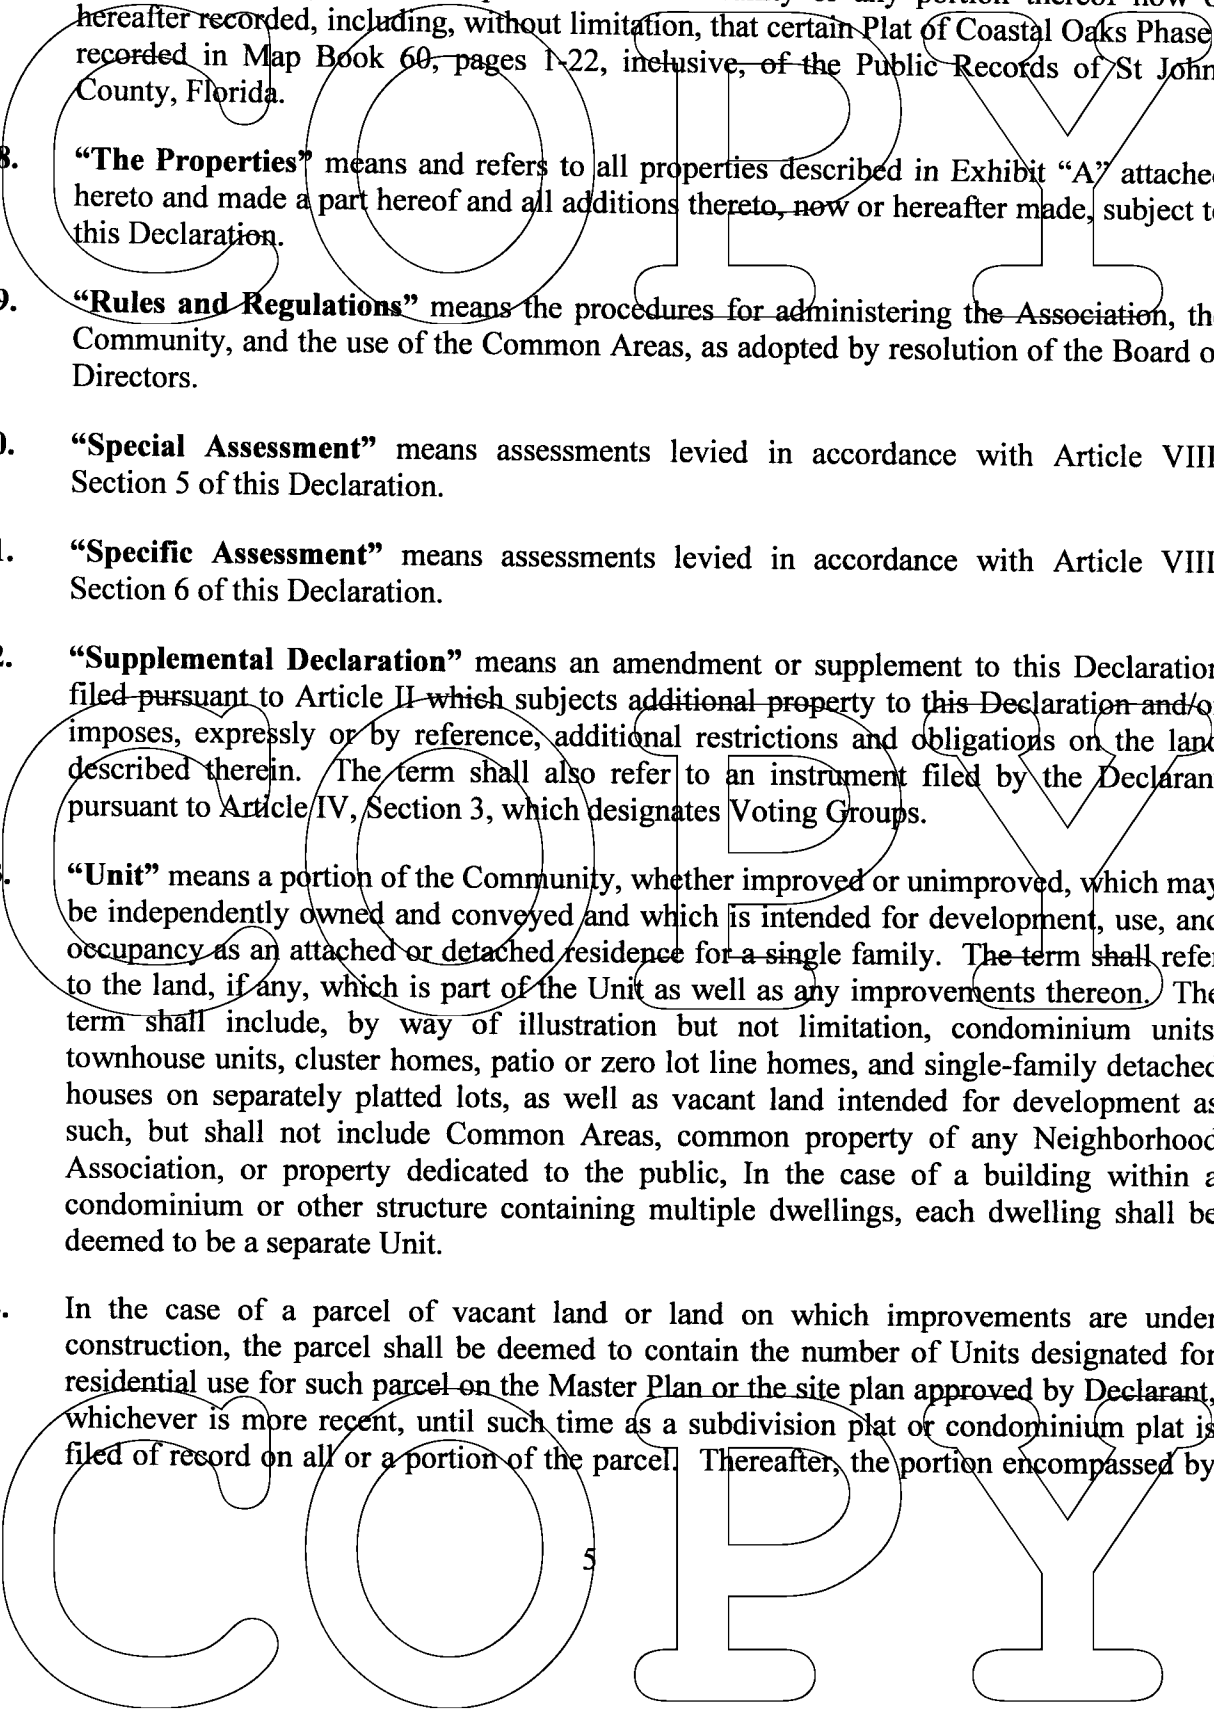 hereafter recorded, including, without limitation, that certain Plat of Coastal Oaks Phase
recorded in Map Book 60, pages 1-22, inclusive, of the Public Records of St John
County, Florida.
8. “The Properties” means and refers to all properties described in Exhibit “A” attache
hereto and made a part hereof and all additions thereto, now or hereafter made, subject t
this Declaration.
9. “Rules and Regulations” means the procedures for administering the Association, th
Community, and the use of the Common Areas, as adopted by resolution of the Board o
Directors.
0. “Special Assessment” means assessments levied in accordance with Article VIII
Section 5 of this Declaration.
1. “Specific Assessment” means assessments levied in accordance with Article VIII
Section 6 of this Declaration.
2. “Supplemental Declaration” means an amendment or supplement to this Declaration
filed pursuant to Article II which subjects additional property to this Declaration and/o
imposes, expressly or by reference, additional restrictions and obligations on the land
described therein. The term shall also refer to an instrument filed by the Declarant
pursuant to Article IV, Section 3, which designates Voting Groups.
“Unit” means a portion of the Community, whether improved or unimproved, which may
be independently owned and conveyed and which is intended for development, use, and
occupancy as an attached or detached residence for a single family. The term shall refer
to the land, if any, which is part of the Unit as well as any improvements thereon. The
term shall include, by way of illustration but not limitation, condominium units
townhouse units, cluster homes, patio or zero lot line homes, and single-family detached
houses on separately platted lots, as well as vacant land intended for development as
such, but shall not include Common Areas, common property of any Neighborhood
Association, or property dedicated to the public, In the case of a building within a
condominium or other structure containing multiple dwellings, each dwelling shall be
deemed to be a separate Unit.
. In the case of a parcel of vacant land or land on which improvements are under
construction, the parcel shall be deemed to contain the number of Units designated for
residential use for such parcel on the Master Plan or the site plan approved by Declarant,
whichever is more recent, until such time as a subdivision plat or condominium plat is
filed of record on all or a portion of the parcel. Thereafter, the portion encompassed by
5
COPY
COPY
COPY